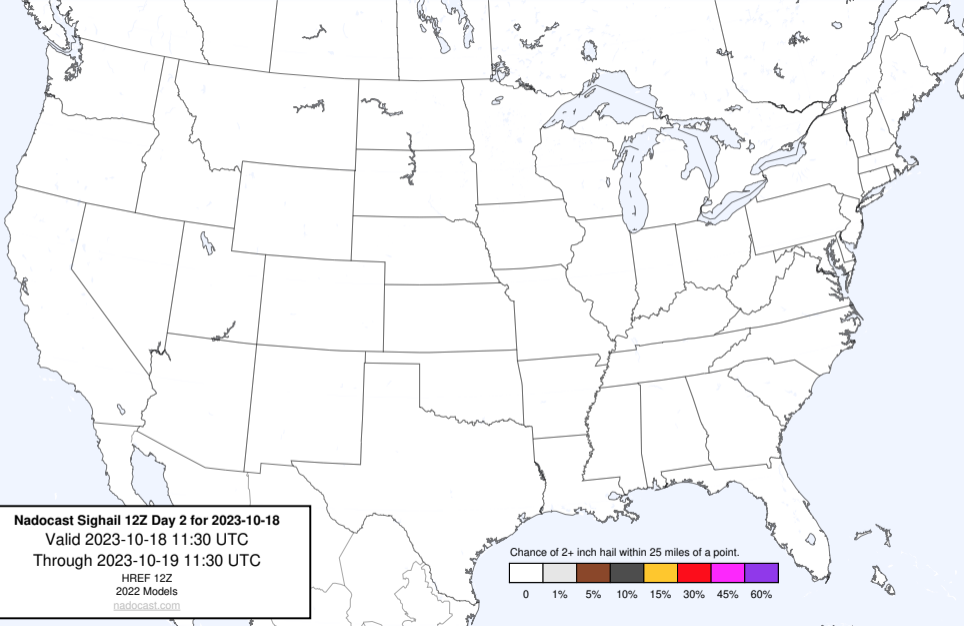 Nadocast Sighail 12Z Day 2 for 2023-10-18
Valid 2023-10-18 11:30 UTC
Through 2023-10-19 11:30 UTC
HREF 12Z
2022 Models
nadocast.com
Chance of 2+ inch hail within 25 miles of a point.
0 1% 5% 10% 15% 30% 45% 60%